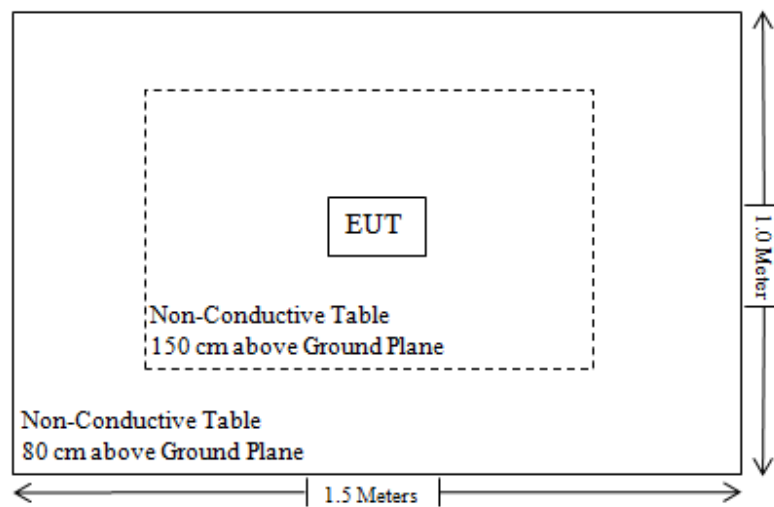 EUT
Non-Conductive Table
150 cm above Ground Plane
Non-Conductive Table
80 cm above Ground Plane
1.5 Meters
1.0 Meter